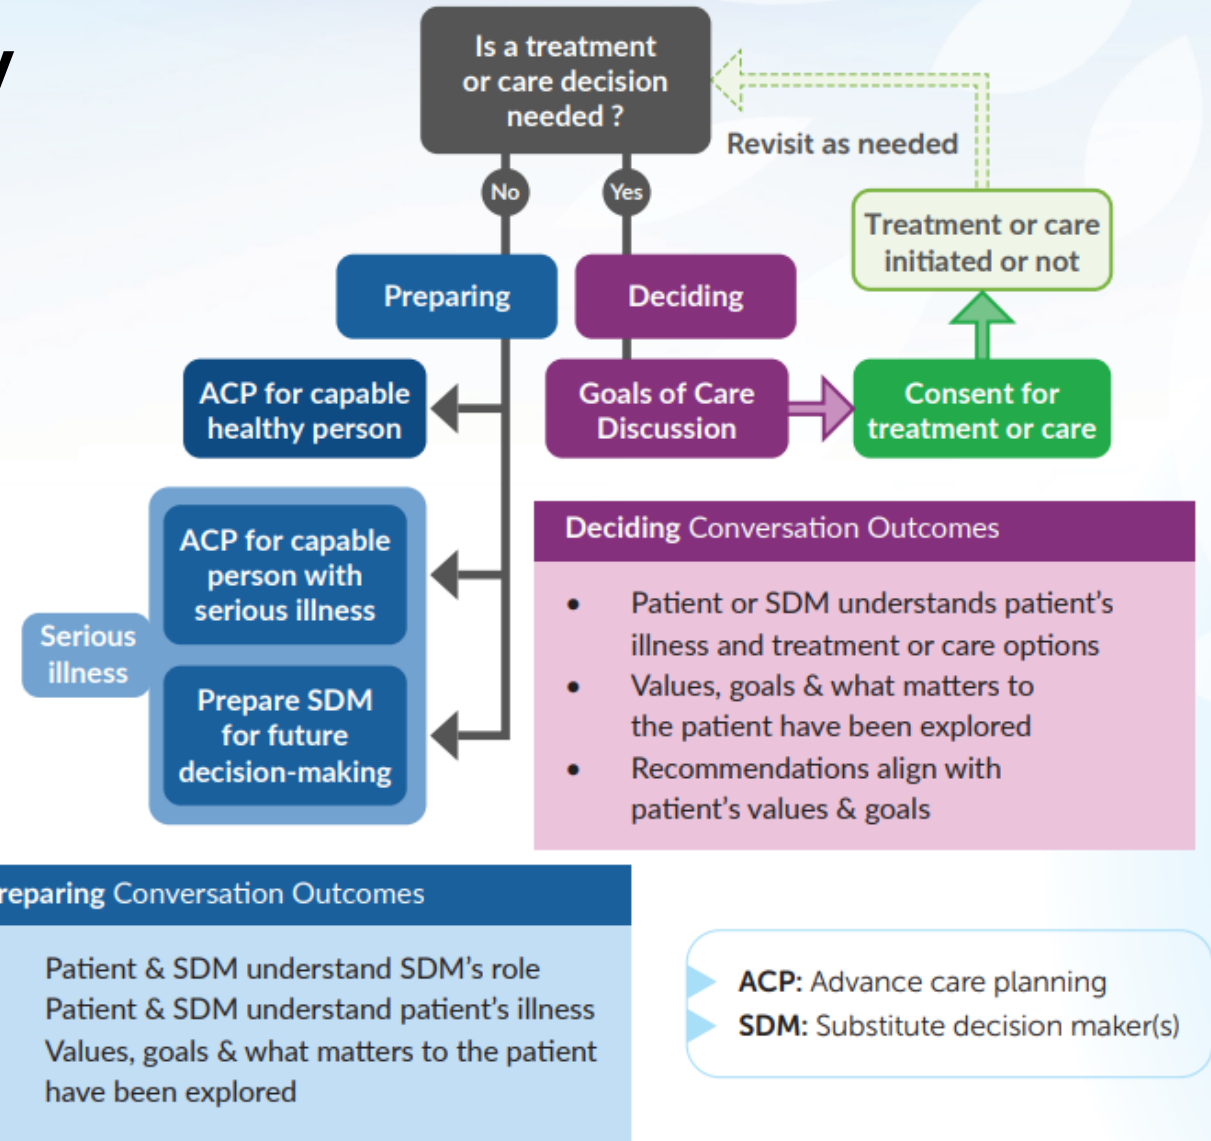 y
Is a treatment
or care decision
needed ?
Revisit as needed
No
Yes
Treatment or care
initiated or not
Preparing
Deciding
ACP for capable
healthy person
Goals of Care
Discussion
Consent for
treatment or care
ACP for capable
person with
serious illness
Serious
illness
Prepare SDM
for future
decision-making
Deciding Conversation Outcomes
• Patient or SDM understands patient's
illness and treatment or care options
• Values, goals & what matters to
the patient have been explored
• Recommendations align with
patient's values & goals
reparing Conversation Outcomes
Patient & SDM understand SDM's role
Patient & SDM understand patient's illness
Values, goals & what matters to the patient
have been explored
ACP: Advance care planning
SDM: Substitute decision maker(s)